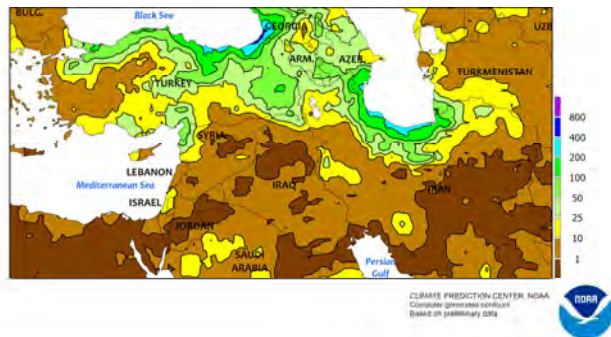 BULG.
Black Sea
GEORGIA
UZB
ARM.
AZER.
TURKMENISTAN
TURKEY
SYRIA
LEBANON
Mediterranean Sea
ISRAEL
IRAQ
IRAN
JORDAN
SAUDI
ARABIA
Persian
Gulf
800
400
200
100
50
25
10
1
CLIMATE PREDICTION CENTER, NOAA
Computer generated contours
Based on preliminary data
NOAA